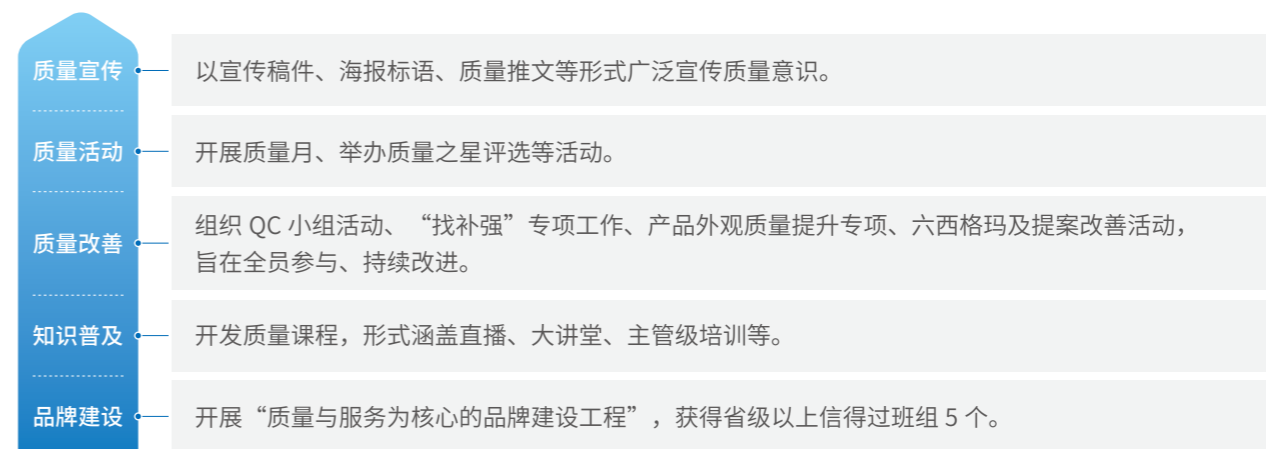 质量宣传
以宣传稿件、海报标语、质量推文等形式广泛宣传质量意识。
质量活动
开展质量月、举办质量之星评选等活动。
质量改善
组织 QC 小组活动、“找补强”专项工作、产品外观质量提升专项、六西格玛及提案改善活动，
旨在全员参与、持续改进。
知识普及
开发质量课程，形式涵盖直播、大讲堂、主管级培训等。
品牌建设
开展“质量与服务为核心的品牌建设工程”，获得省级以上信得过班组 5 个。